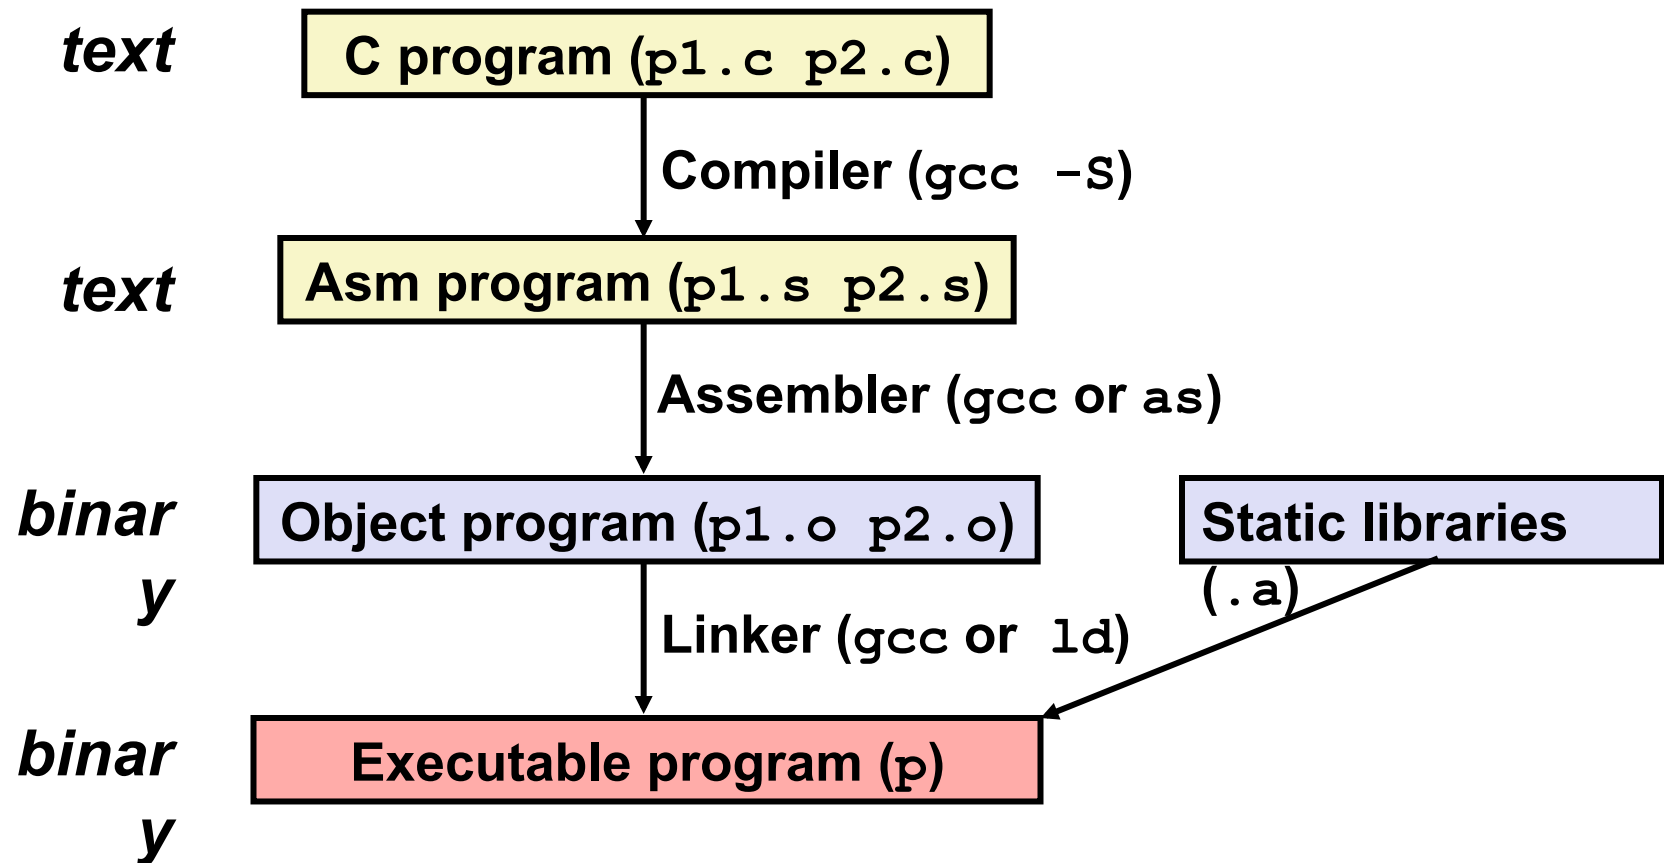 text
C program (p1.c p2.c)
Compiler (gcc -S)
text
Asm program (p1.s p2.s)
Assembler (gcc or as)
binar
y
Object program (p1.o p2.o)
Static libraries
(.a)
Linker (gcc or ld)
binar
y
Executable program (p)